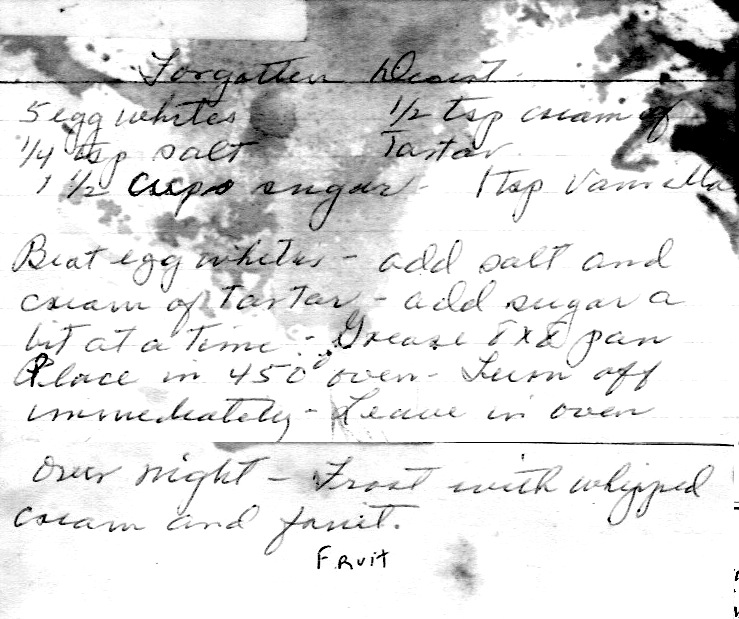 Forgotten Desert
5 egg whites 1/2 tsp cream of
1/4 tsp salt Tartar
1 1/2 cups sugar - 1 tsp Vanilla
Beat egg whites - add salt and
cream of Tartar - add sugar a
bit at a time - Grease 8x8 pan
Place in 450° oven - Turn off
immediately - Leave in oven
over night - Frost with whipped
cream and fruit.
Fruit